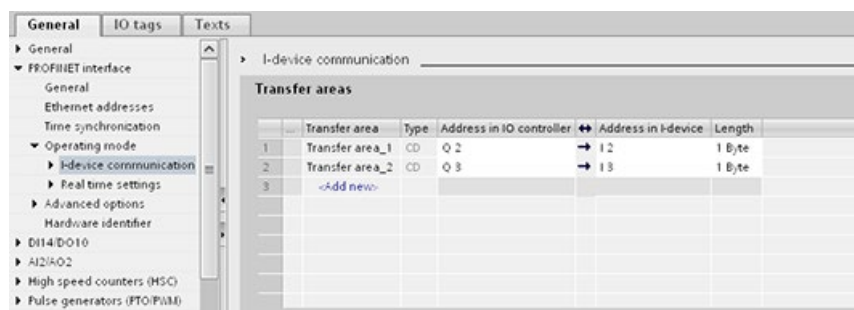 General IO tags Texts
General
PROFINET interface
General
Ethernet addresses
Time synchronization
Operating mode
I-device communication
Real time settings
Advanced options
Hardware identifier
DI14/DO10
AI2/AO2
High speed counters (HSC)
Pulse generators (PTO/PWM)
I-device communication
Transfer areas
... Transfer area Type Address in IO controller ↔ Address in I-device Length
1 Transfer area_1 CD Q 2 → I 2 1 Byte
2 Transfer area_2 CD Q 3 → I 3 1 Byte
3 <Add new>